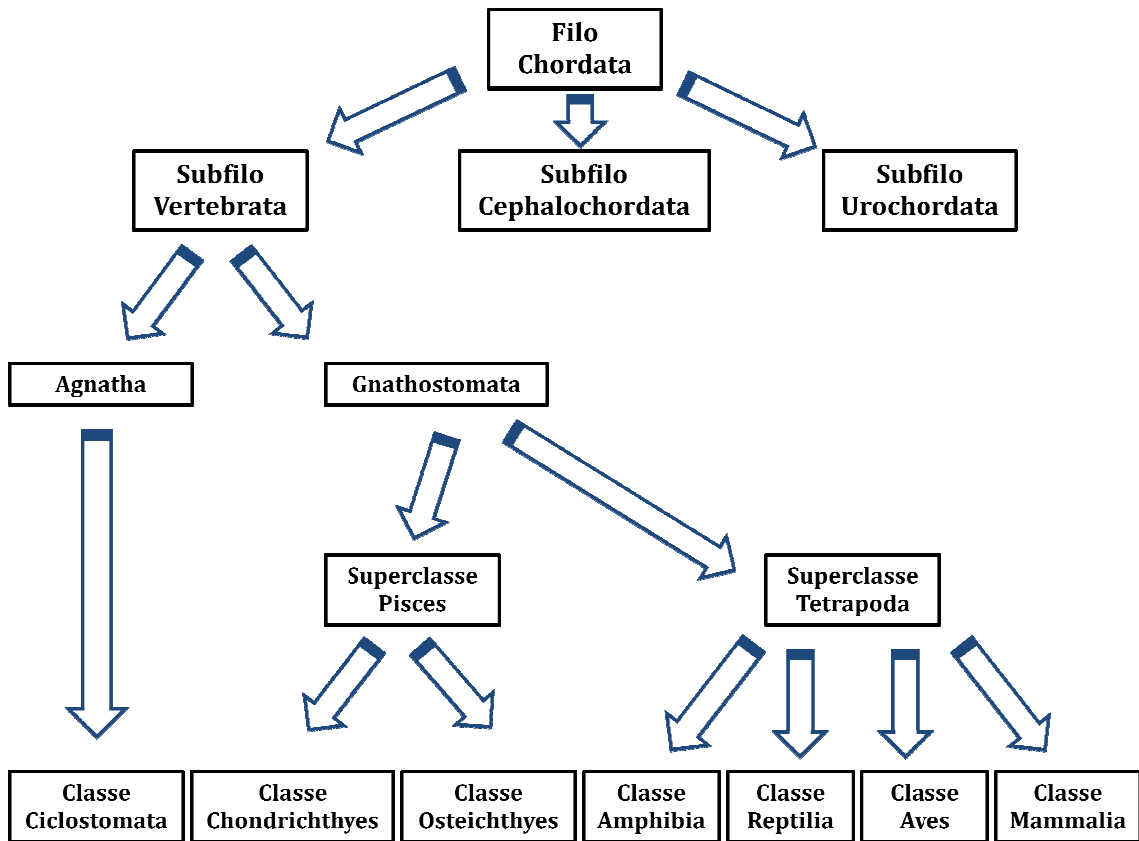 Filo
Chordata
Subfilo
Vertebrata
Subfilo
Cephalochordata
Subfilo
Urochordata
Agnatha
Gnathostomata
Superclasse
Pisces
Superclasse
Tetrapoda
Classe
Ciclostomata
Classe
Chondrichthyes
Classe
Osteichthyes
Classe
Amphibia
Classe
Reptilia
Classe
Aves
Classe
Mammalia